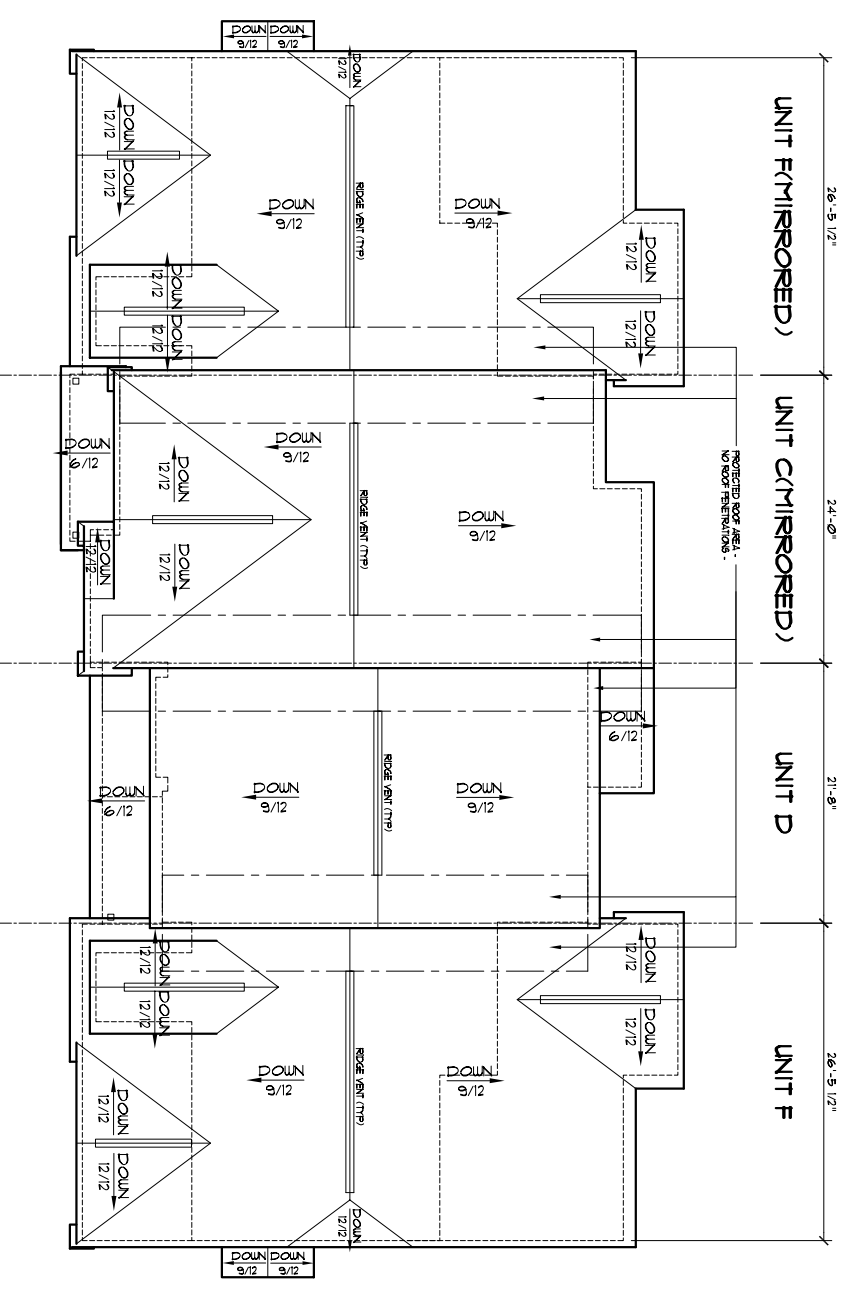 DOWN DOWN
9/12 9/12
DOWN
12/12
DOWN
12/12
DOWN
12/12
UNIT F(MIRRORED)
26'-5 1/2"
RIDGE VENT (TYP)
DOWN
9/12
DOWN
9/12
DOWN
12/12
DOWN
12/12
DOWN
12/12
DOWN
12/12
DOWN
6/12
DOWN
9/12
DOWN
12/12
DOWN
12/12
DOWN
12/12
RIDGE VENT (TYP)
DOWN
9/12
PROTECTED ROOF AREA -
NO ROOF PENETRATIONS -
UNIT C(MIRRORED)
24'-0"
DOWN
6/12
DOWN
6/12
DOWN
9/12
RIDGE VENT (TYP)
DOWN
9/12
UNIT D
21'-8"
DOWN
12/12
DOWN
12/12
DOWN
12/12
DOWN
12/12
DOWN
9/12
RIDGE VENT (TYP)
DOWN
9/12
UNIT F
26'-5 1/2"
DOWN
12/12
DOWN
12/12
DOWN
12/12
DOWN DOWN
9/12 9/12